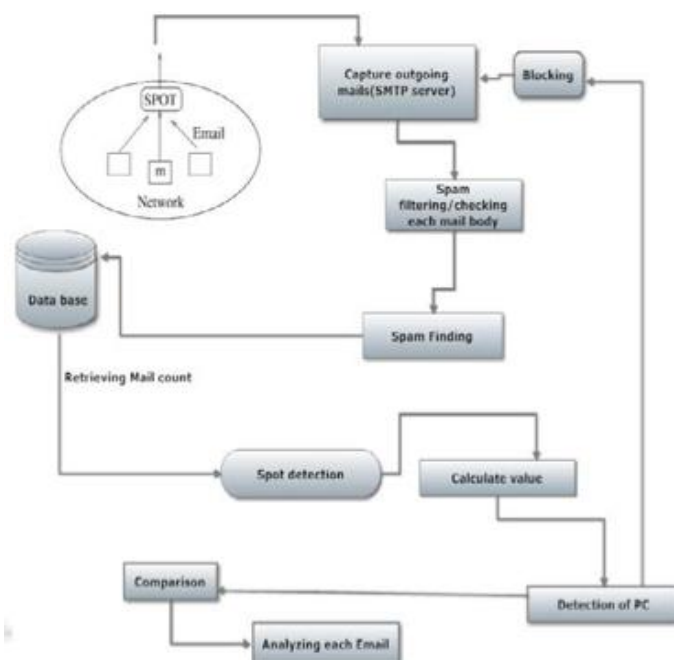 Capture outgoing
mails(SMTP server)
Blocking
SPOT
Email
m
Network
Spam
filtering/checking
each mail body
Data base
Spam Finding
Retrieving Mail count
Spot detection
Calculate value
Comparison
Detection of PC
Analyzing each Email